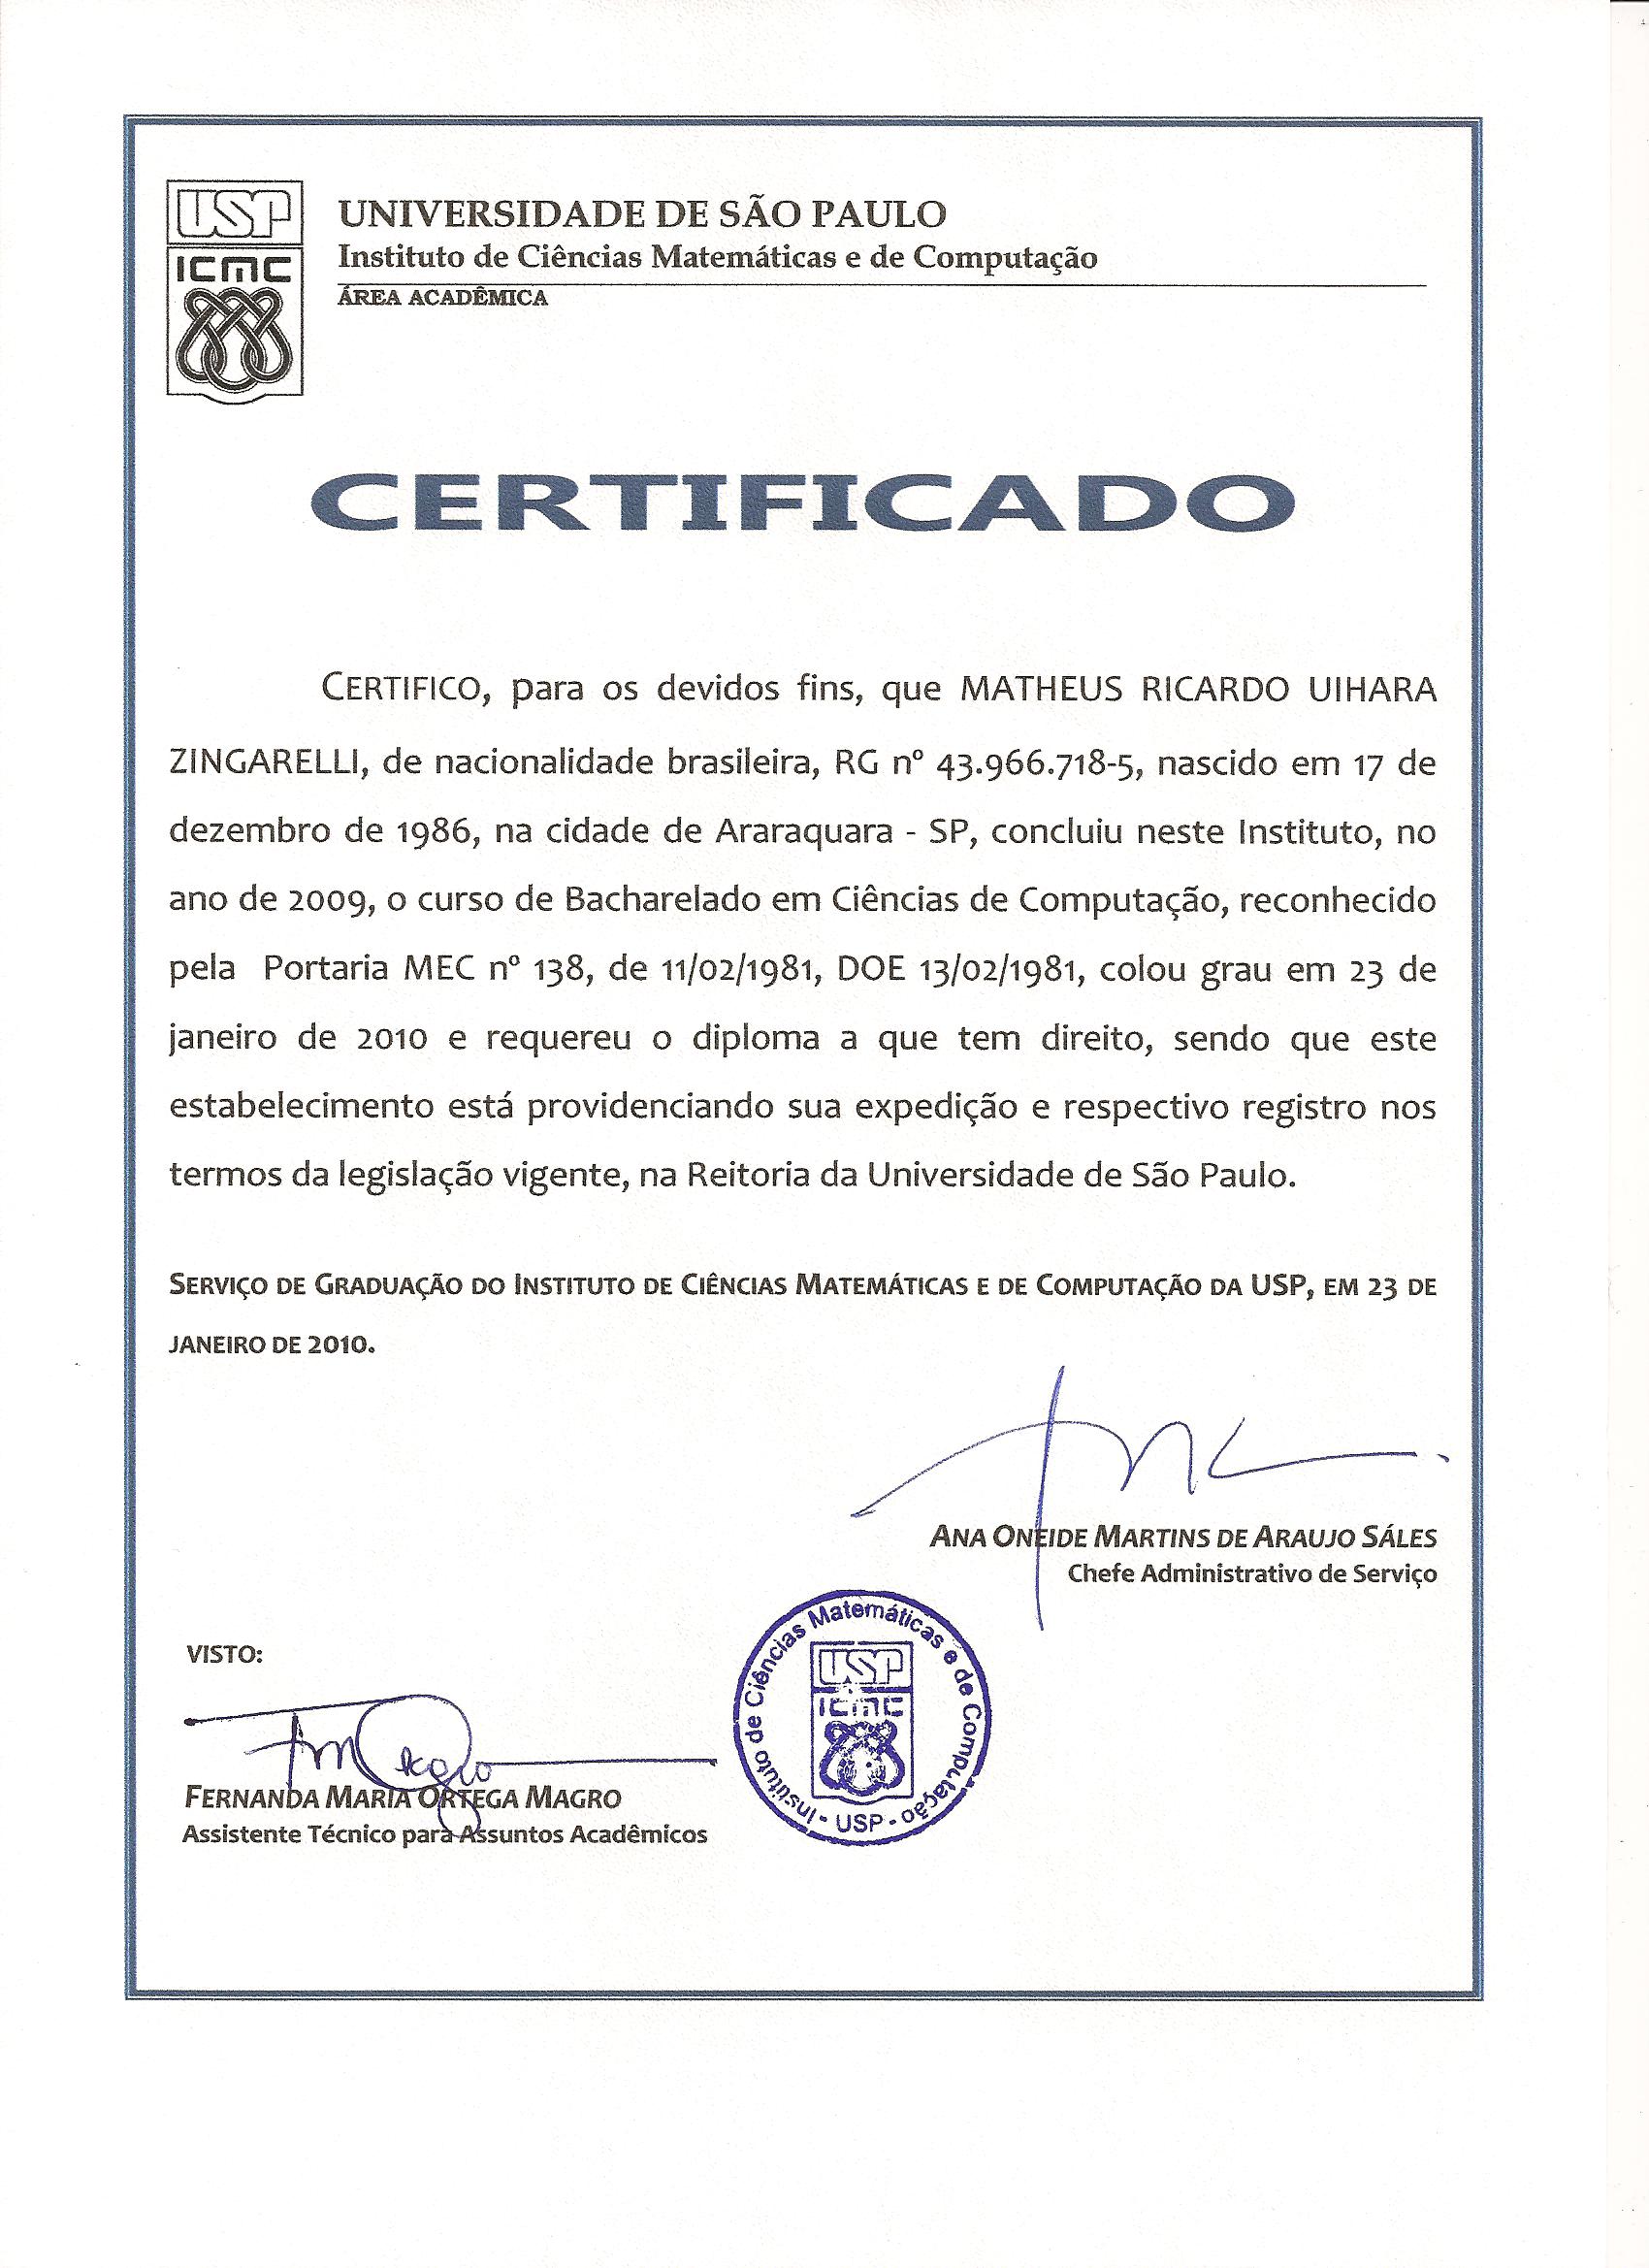 USP
ICMC
UNIVERSIDADE DE SÃO PAULO
Instituto de Ciências Matemáticas e de Computação
ÁREA ACADÊMICA
CERTIFICADO
CERTIFICO, para os devidos fins, que MATHEUS RICARDO UIHARA
ZINGARELLI, de nacionalidade brasileira, RG nº 43.966.718-5, nascido em 17 de
dezembro de 1986, na cidade de Araraquara - SP, concluiu neste Instituto, no
ano de 2009, o curso de Bacharelado em Ciências de Computação, reconhecido
pela Portaria MEC nº 138, de 11/02/1981, DOE 13/02/1981, colou grau em 23 de
janeiro de 2010 e requereu o diploma a que tem direito, sendo que este
estabelecimento está providenciando sua expedição e respectivo registro nos
termos da legislação vigente, na Reitoria da Universidade de São Paulo.
SERVIÇO DE GRADUAÇÃO DO INSTITUTO DE CIÊNCIAS MATEMÁTICAS E DE COMPUTAÇÃO DA USP, EM 23 DE
JANEIRO DE 2010.
ANA ONEIDE MARTINS DE ARAUJO SÁLES
Chefe Administrativo de Serviço
VISTO:
FERNANDA MARIA ORTEGA MAGRO
Assistente Técnico para Assuntos Acadêmicos
Instituto de Ciências Matemáticas e de Computação - USP -
USP
ICMC